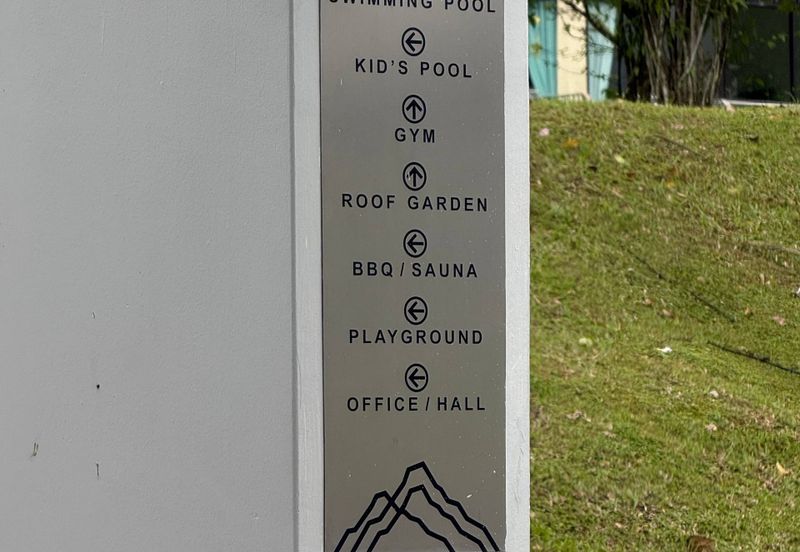 SWIMMING POOL
KID'S POOL
GYM
ROOF GARDEN
BBQ / SAUNA
PLAYGROUND
OFFICE / HALL